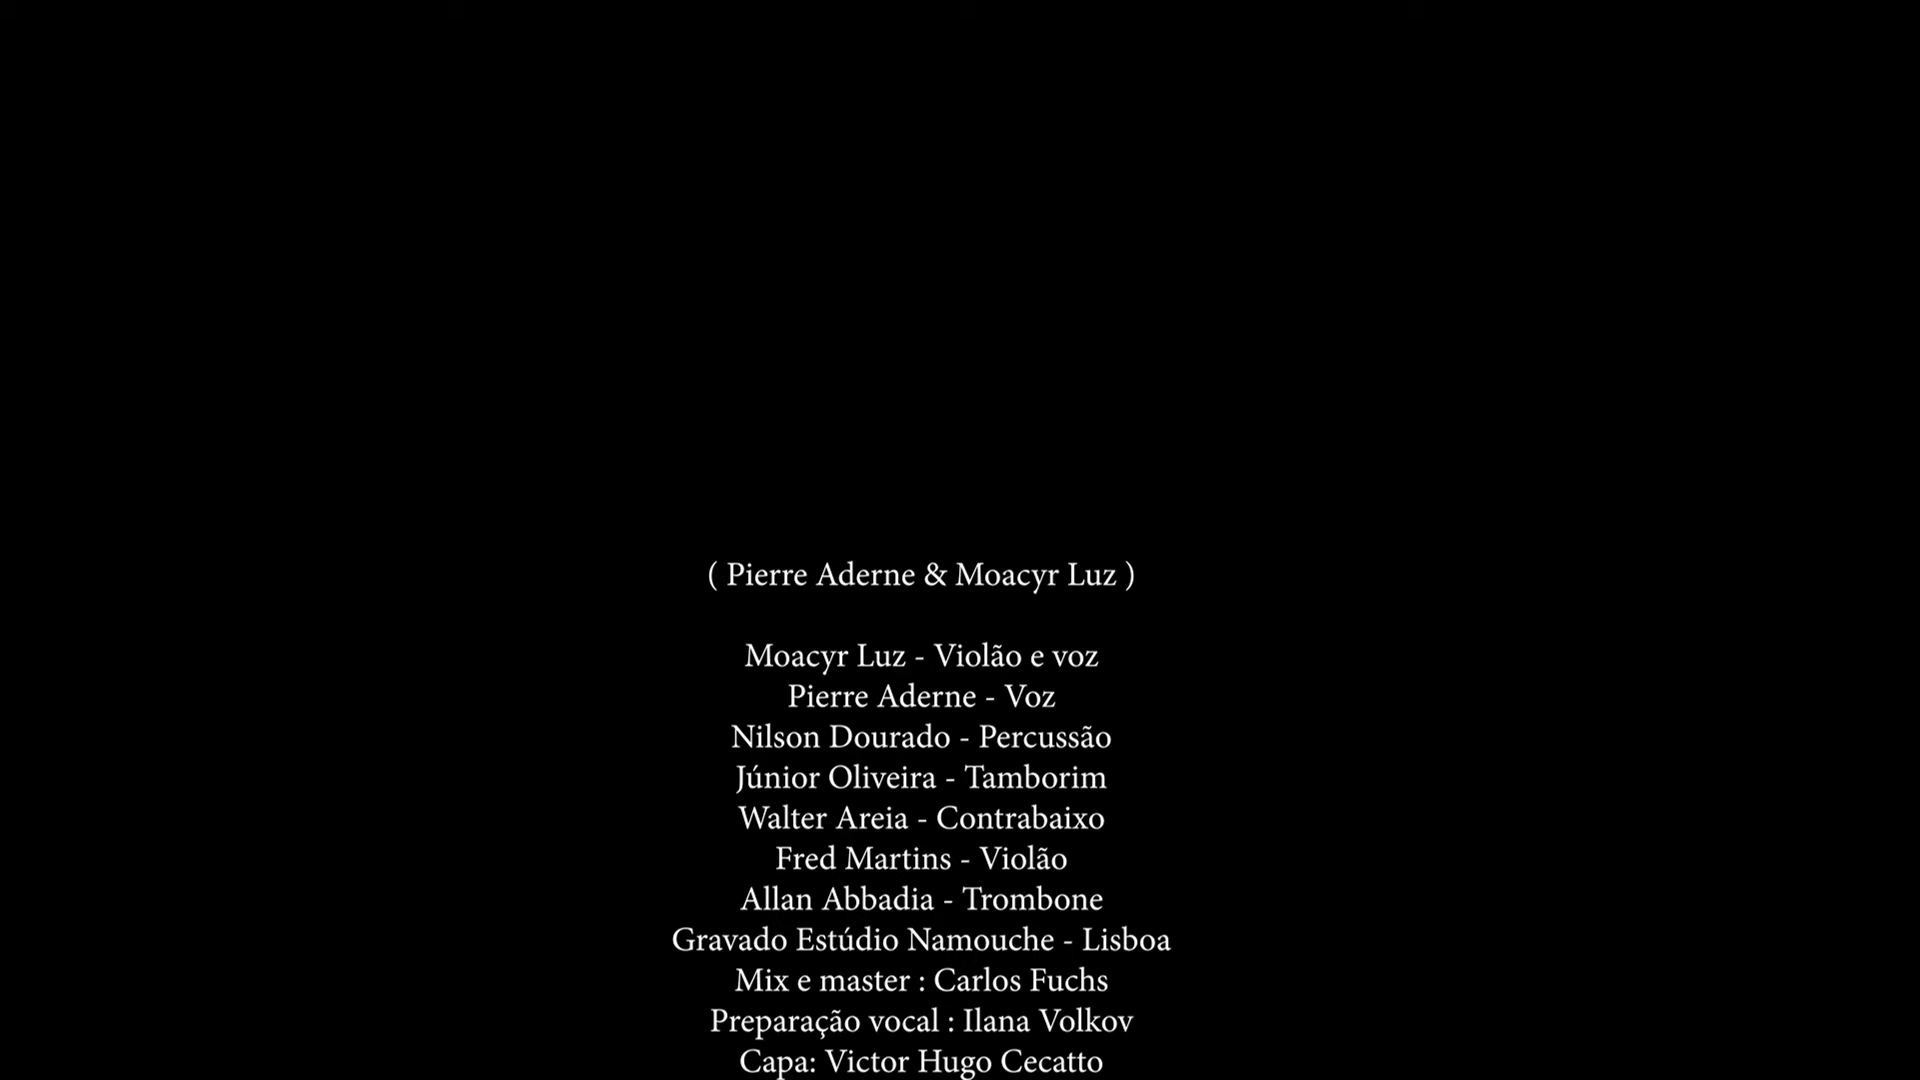 ( Pierre Aderne & Moacyr Luz )
Moacyr Luz - Violão e voz
Pierre Aderne - Voz
Nilson Dourado - Percussão
Júnior Oliveira - Tamborim
Walter Areia - Contrabaixo
Fred Martins - Violão
Allan Abbadia - Trombone
Gravado Estúdio Namouche - Lisboa
Mix e master : Carlos Fuchs
Preparação vocal : Ilana Volkov
Capa: Victor Hugo Cecatto